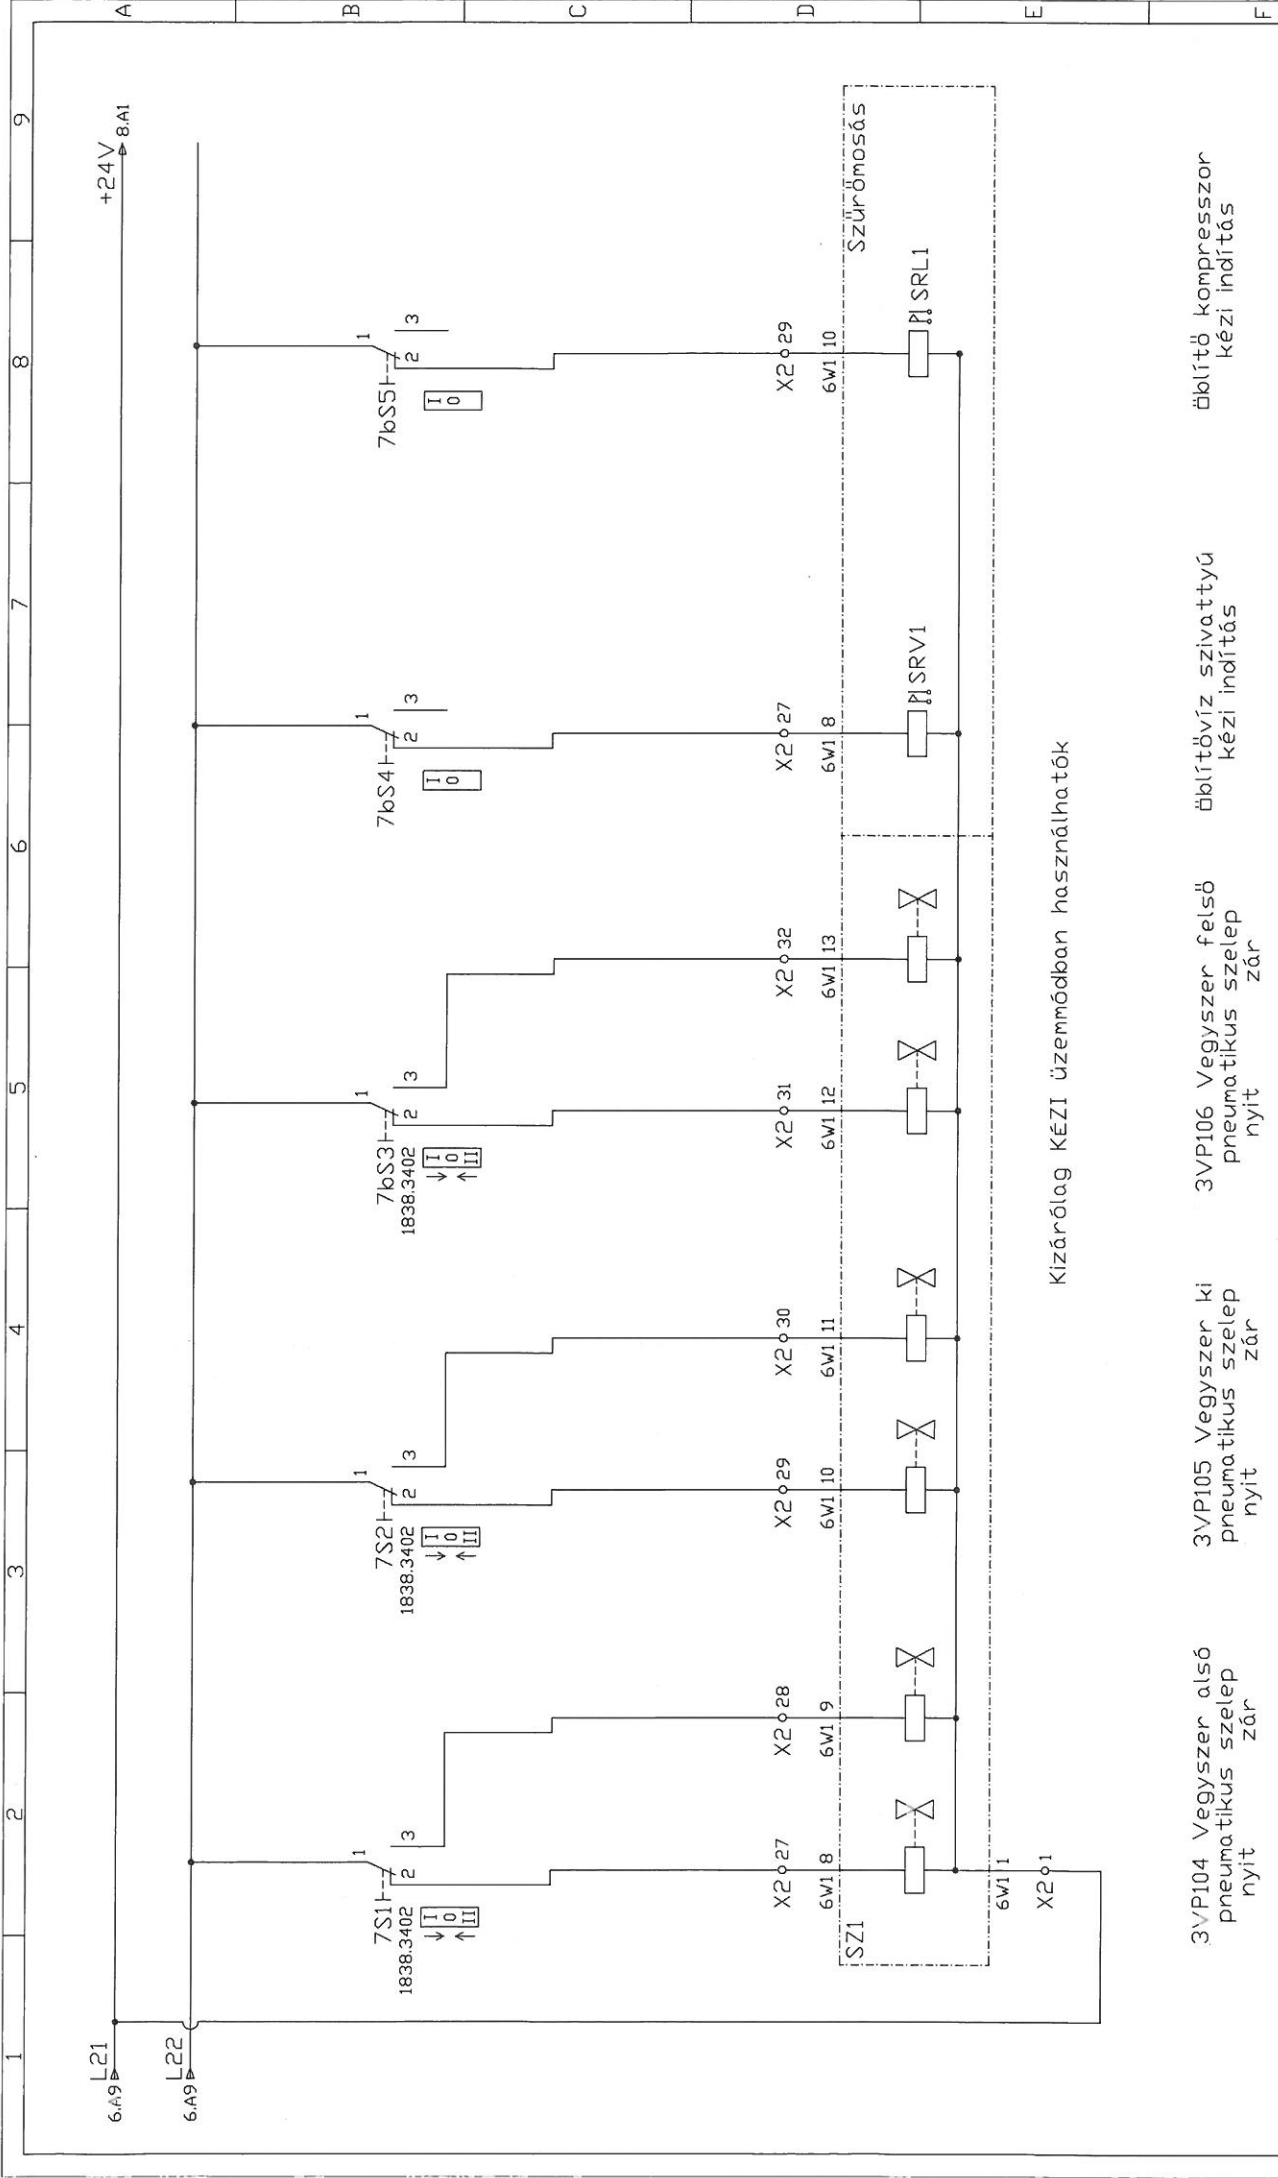 1 2 3 4 5 6 7 8 9
A
B
C
D
E
F
6.A9 L21
+24V 8.A1
6.A9 L22
7S1 1
1838.3402 2 3
I
0
II
7S2 1
1838.3402 2 3
I
0
II
7bS3 1
1838.3402 2 3
I
0
II
7bS4 1
2 3
I
0
7bS5 1
2 3
I
0
X2 27
X2 28
X2 29
X2 30
X2 31
X2 32
X2 27
X2 29
6W1 8
6W1 9
6W1 10
6W1 11
6W1 12
6W1 13
6W1 8
6W1 10
SZ1
Szürömosás
SRV1
SRL1
6W1 1
X2 1
Kizárólag KÉZI üzemmódban használhatók
3VP104 Vegyszer alsó
pneumatikus szelep
nyit zár
3VP105 Vegyszer ki
pneumatikus szelep
nyit zár
3VP106 Vegyszer felsö
pneumatikus szelep
nyit zár
öblítövíz szivattyú
kézi indítás
öblítö kompresszor
kézi indítás